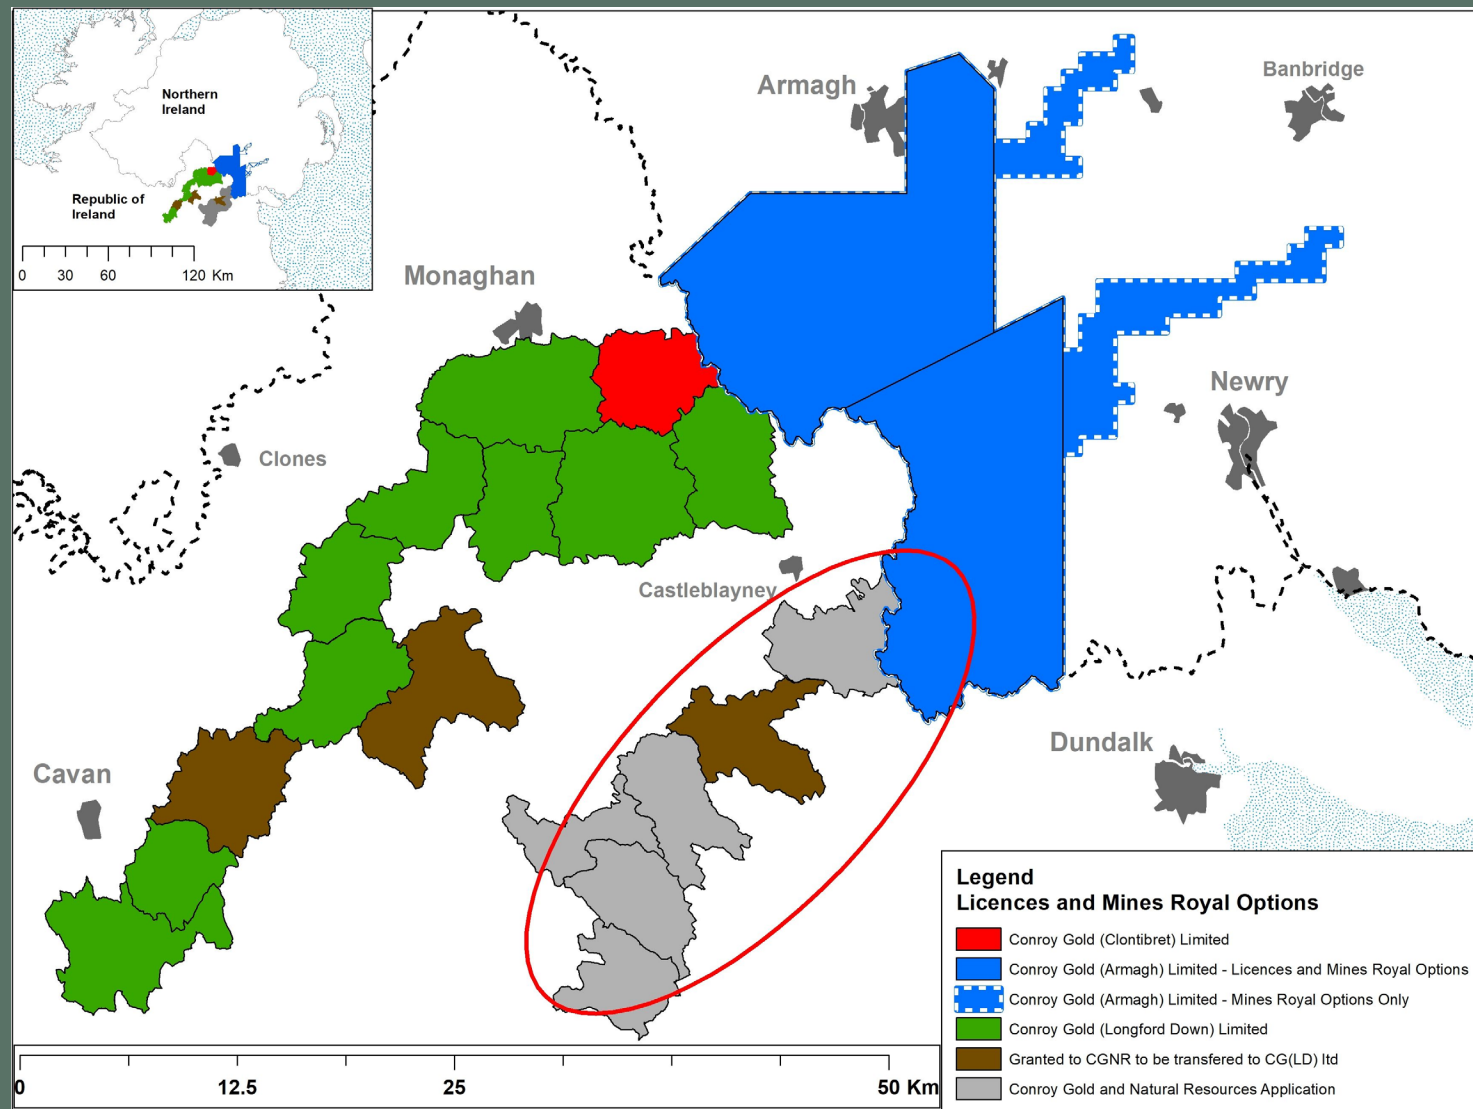 Northern
Ireland
Republic of
Ireland
0 30 60 120 Km
Armagh
Banbridge
Monaghan
Newry
Clones
Castleblayney
Dundalk
Cavan
Legend
Licences and Mines Royal Options
Conroy Gold (Clontibret) Limited
Conroy Gold (Armagh) Limited - Licences and Mines Royal Options
Conroy Gold (Armagh) Limited - Mines Royal Options Only
Conroy Gold (Longford Down) Limited
Granted to CGNR to be transfered to CG(LD) ltd
Conroy Gold and Natural Resources Application
0 12.5 25 50 Km